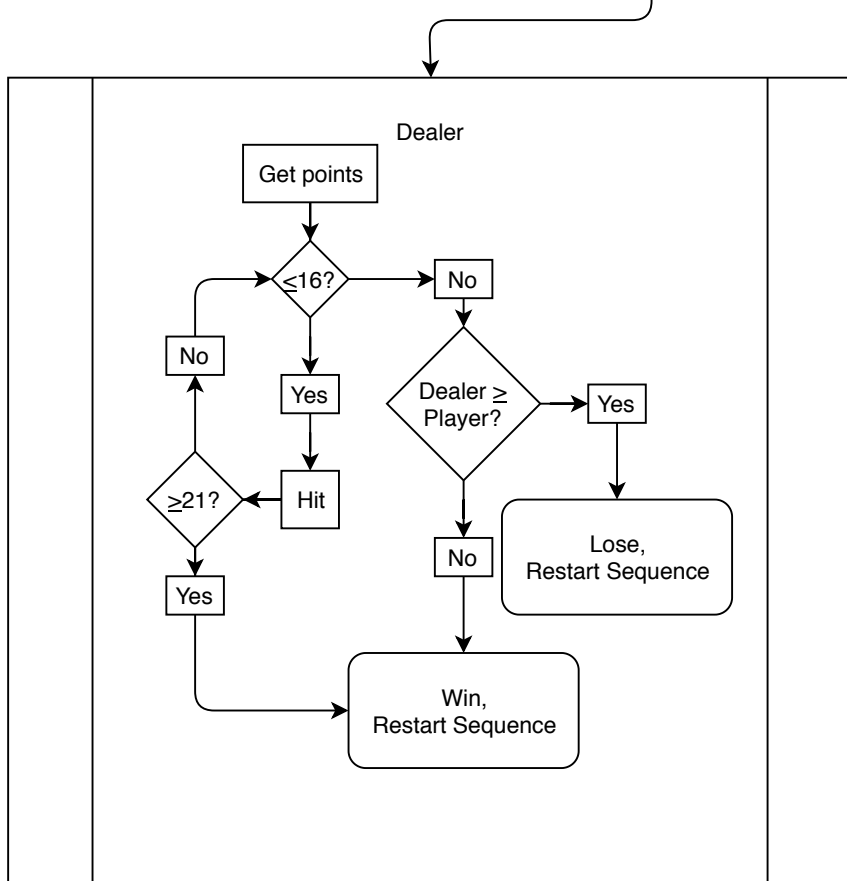 Dealer
Get points
≤16?
No
No
Yes
Dealer ≥
Player?
Yes
≥21?
Hit
No
Yes
Lose,
Restart Sequence
Win,
Restart Sequence